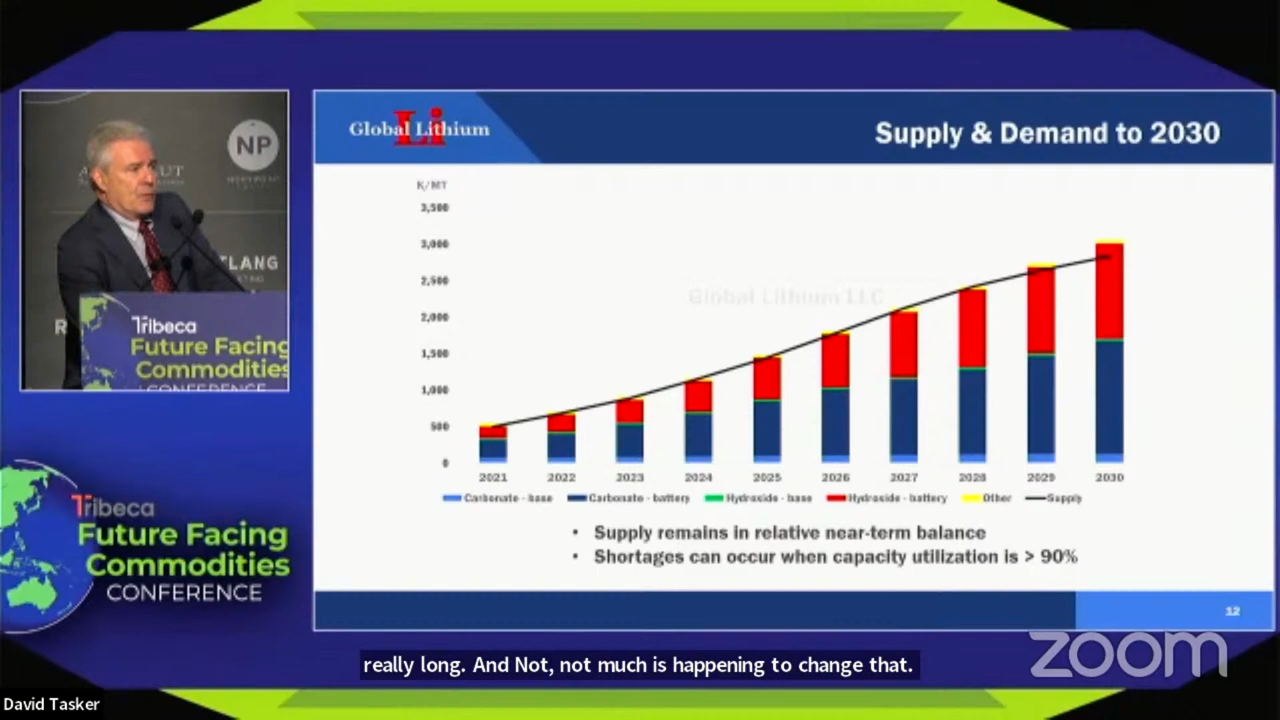 NP
TLANG
Tribeca
Future Facing
Commodities
CONFERENCE
Tribeca
Future Facing
Commodities
CONFERENCE
Global Lithium
Li
Supply & Demand to 2030
K/MT
3,500
3,000
2,500
2,000
1,500
1,000
500
0
Global Lithium LLC
2021 2022 2023 2024 2025 2026 2027 2028 2029 2030
Carbonate - base Carbonate - battery Hydroxide - base Hydroxide - battery Other Supply
• Supply remains in relative near-term balance
• Shortages can occur when capacity utilization is > 90%
12
zoom
really long. And Not, not much is happening to change that.
David Tasker